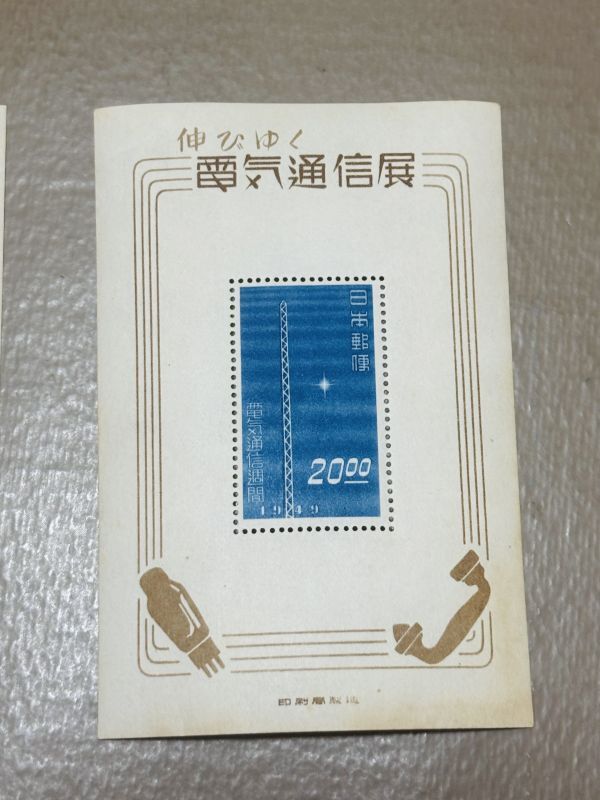 伸びゆく
電気通信展
日本郵便
電気通信週間
20.00
1949
印刷局製造